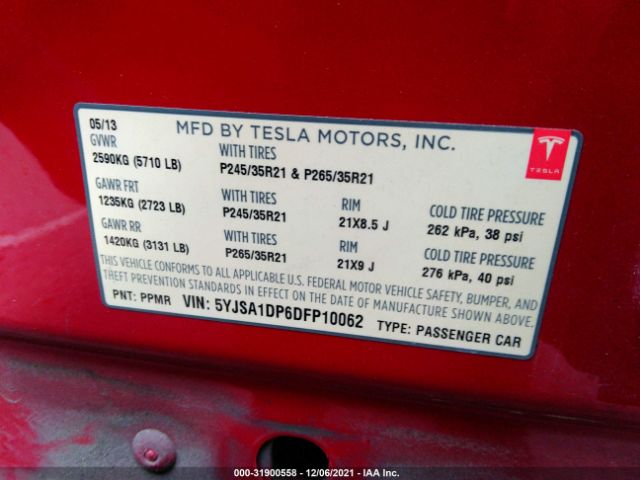 05/13
MFD BY TESLA MOTORS, INC.
TESLA
GVWR WITH TIRES
2590KG (5710 LB) P245/35R21 & P265/35R21
GAWR FRT WITH TIRES RIM COLD TIRE PRESSURE
1235KG (2723 LB) P245/35R21 21X8.5 J 262 kPa, 38 psi
GAWR RR WITH TIRES RIM COLD TIRE PRESSURE
1420KG (3131 LB) P265/35R21 21X9 J 276 kPa, 40 psi
THIS VEHICLE CONFORMS TO ALL APPLICABLE U.S. FEDERAL MOTOR VEHICLE SAFETY, BUMPER, AND
THEFT PREVENTION STANDARDS IN EFFECT ON THE DATE OF MANUFACTURE SHOWN ABOVE.
PNT: PPMR VIN: 5YJSA1DP6DFP10062 TYPE: PASSENGER CAR
000-31900558 - 12/06/2021 - IAA Inc.